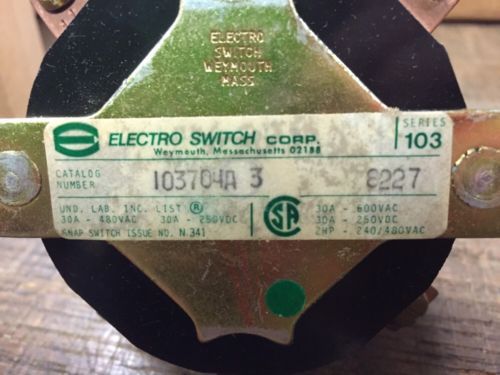 ELECTRO
SWITCH
WEYMOUTH
MASS
ELECTRO SWITCH CORP.
Weymouth, Massachusetts 02188
SERIES
103
CATALOG
NUMBER
103704A 3
8227
UND. LAB. INC. LIST ®
30A - 480VAC 30A - 250VDC
SNAP SWITCH ISSUE NO. N 341
SA
30A - 600VAC
30A - 250VDC
2HP - 240/480VAC